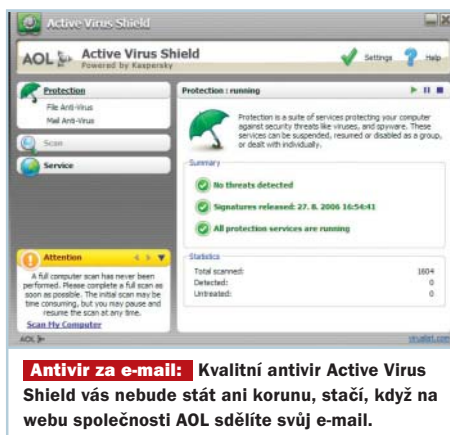 Active Virus Shield
AOL Active Virus Shield
Powered by Kaspersky
Settings Help
Protection
File Anti-Virus
Mail Anti-Virus
Scan
Service
Protection : running
Protection is a suite of services protecting your computer
against security threats like viruses, and spyware. These
services can be suspended, resumed or disabled as a group,
or dealt with individually.
Summary
No threats detected
Signatures released: 27. 8. 2006 16:54:41
All protection services are running
Attention
A full computer scan has never been
performed. Please complete a full scan as
soon as possible. The initial scan may be
time consuming, but you may pause and
resume the scan at any time.
Scan My Computer
Statistics
Total scanned: 1604
Detected: 0
Untreated: 0
AOL
viruslist.com
Antivir za e-mail: Kvalitní antivir Active Virus
Shield vás nebude stát ani korunu, stačí, když na
webu společnosti AOL sdělíte svůj e-mail.